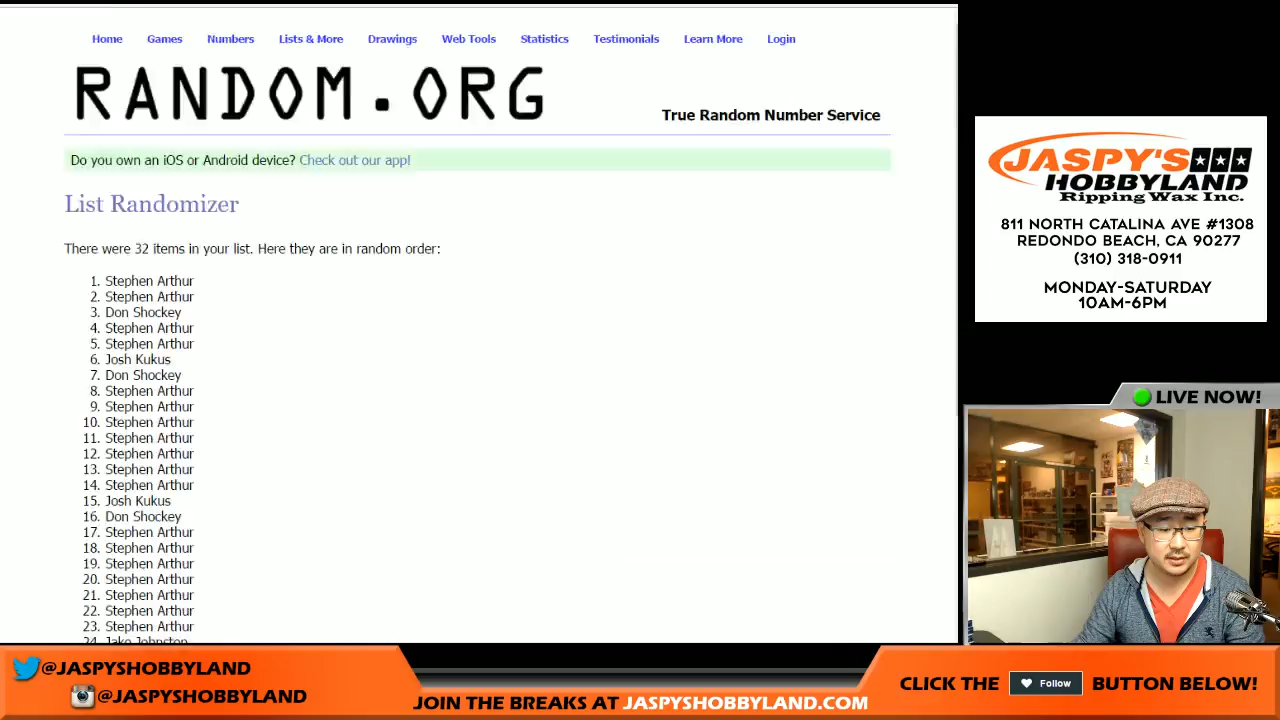 Home Games Numbers Lists & More Drawings Web Tools Statistics Testimonials Learn More Login
RANDOM.ORG
True Random Number Service
Do you own an iOS or Android device? Check out our app!
List Randomizer
There were 32 items in your list. Here they are in random order:
1. Stephen Arthur
2. Stephen Arthur
3. Don Shockey
4. Stephen Arthur
5. Stephen Arthur
6. Josh Kukus
7. Don Shockey
8. Stephen Arthur
9. Stephen Arthur
10. Stephen Arthur
11. Stephen Arthur
12. Stephen Arthur
13. Stephen Arthur
14. Stephen Arthur
15. Josh Kukus
16. Don Shockey
17. Stephen Arthur
18. Stephen Arthur
19. Stephen Arthur
20. Stephen Arthur
21. Stephen Arthur
22. Stephen Arthur
23. Stephen Arthur
24. Jake Johnston
JASPY'S
HOBBYLAND
Ripping Wax Inc.
811 NORTH CATALINA AVE #1308
REDONDO BEACH, CA 90277
(310) 318-0911
MONDAY-SATURDAY
10AM-6PM
LIVE NOW!
@JASPYSHOBBYLAND
@JASPYSHOBBYLAND
JOIN THE BREAKS AT JASPYSHOBBYLAND.COM
CLICK THE Follow BUTTON BELOW!